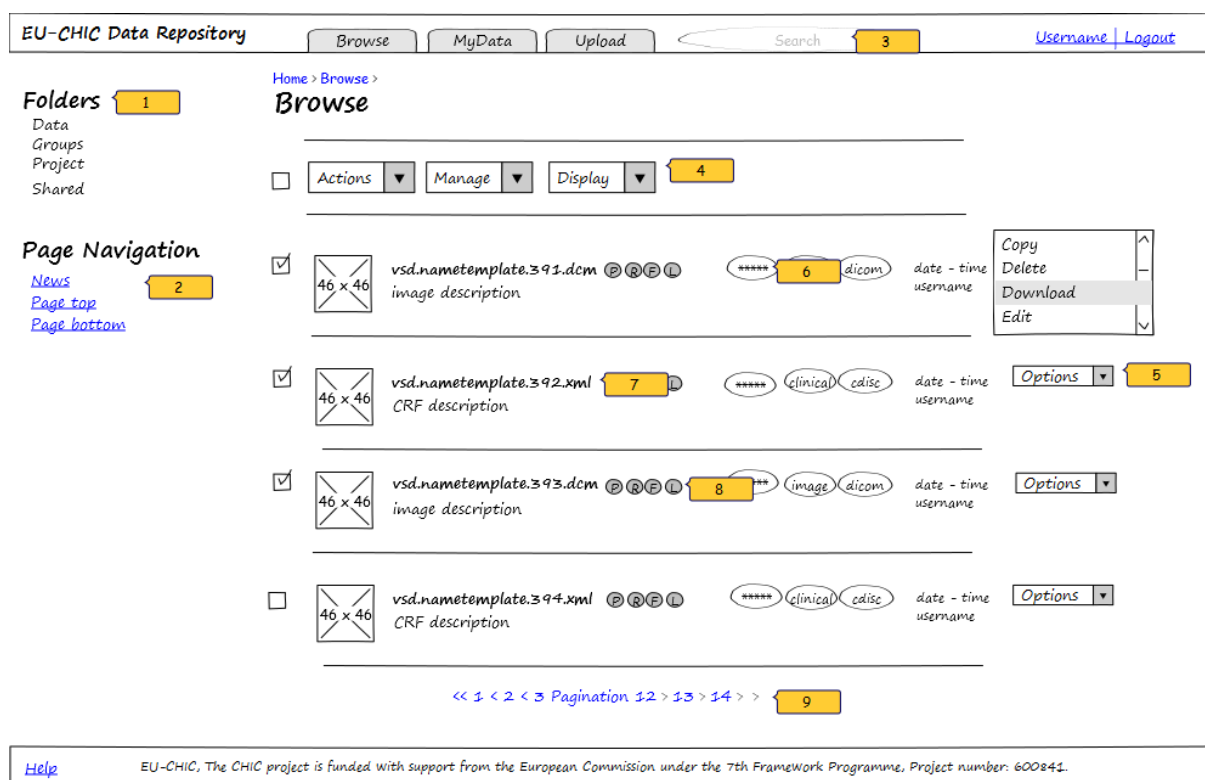 EU-CHIC Data Repository Browse MyData Upload Search 3 Username | Logout
Home > Browse >
Folders 1
Browse
Data
Groups
Project
Shared
Actions ▼ Manage ▼ Display ▼ 4
Page Navigation
News 2
Page top
Page bottom
46 x 46 vsd.nametemplate.391.dcm P R F L ***** 6 dicom date - time
image description username
Copy
Delete
Download
Edit
46 x 46 vsd.nametemplate.392.xml 7 L ***** clinical cdisc date - time Options ▼ 5
CRF description username
46 x 46 vsd.nametemplate.393.dcm P R F L 8 ** image dicom date - time Options ▼
image description username
46 x 46 vsd.nametemplate.394.xml P R F L ***** clinical cdisc date - time Options ▼
CRF description username
<< 1 < 2 < 3 Pagination 12 > 13 > 14 > > 9
Help EU-CHIC, The CHIC project is funded with support from the European Commission under the 7th Framework Programme, Project number: 600841.